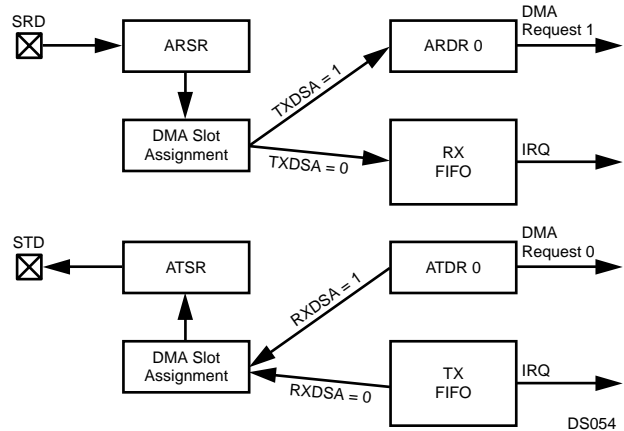 SRD
ARSR
DMA Slot
Assignment
TXDSA = 1
TXDSA = 0
ARDR 0
DMA
Request 1
RX
FIFO
IRQ
STD
ATSR
DMA Slot
Assignment
RXDSA = 1
RXDSA = 0
ATDR 0
DMA
Request 0
TX
FIFO
IRQ
DS054